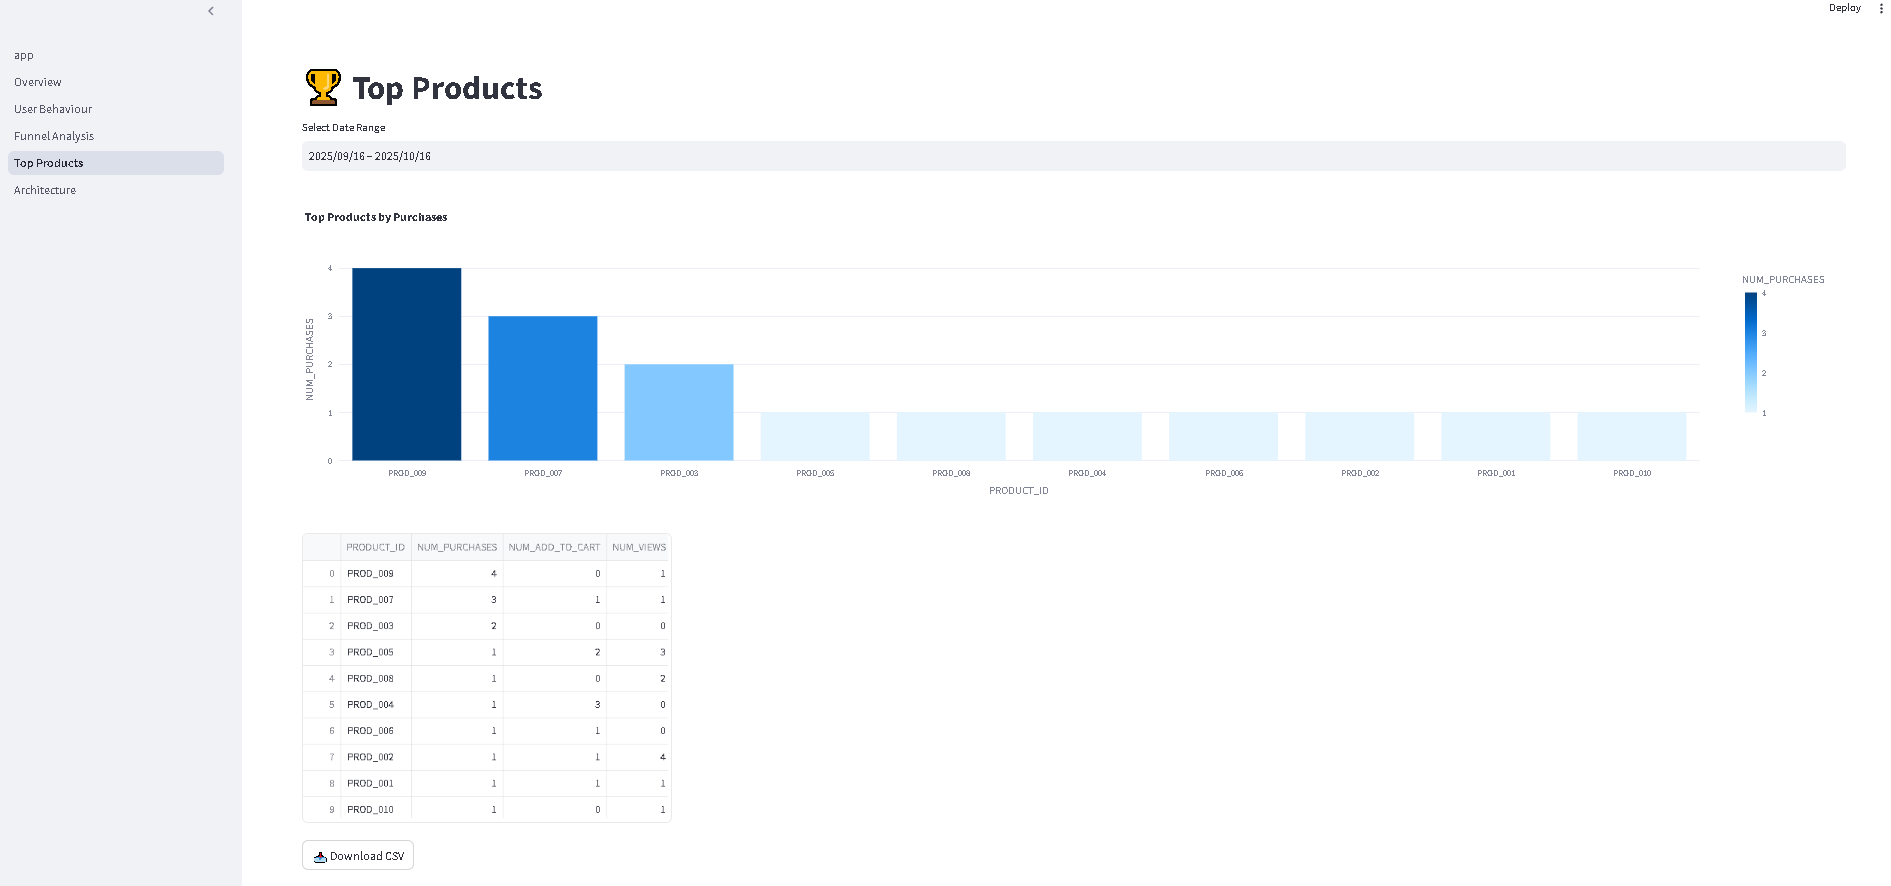 Deploy
app
Overview
User Behaviour
Funnel Analysis
Top Products
Architecture
Top Products
Select Date Range
2025/09/16 – 2025/10/16
Top Products by Purchases
NUM_PURCHASES
4
3
2
1
0
PROD_009 PROD_007 PROD_003 PROD_005 PROD_008 PROD_004 PROD_006 PROD_002 PROD_001 PROD_010
PRODUCT_ID
NUM_PURCHASES
4
3
2
1
PRODUCT_ID NUM_PURCHASES NUM_ADD_TO_CART NUM_VIEWS
0 PROD_009 4 0 1
1 PROD_007 3 1 1
2 PROD_003 2 0 0
3 PROD_005 1 2 3
4 PROD_008 1 0 2
5 PROD_004 1 3 0
6 PROD_006 1 1 0
7 PROD_002 1 1 4
8 PROD_001 1 1 1
9 PROD_010 1 0 1
Download CSV